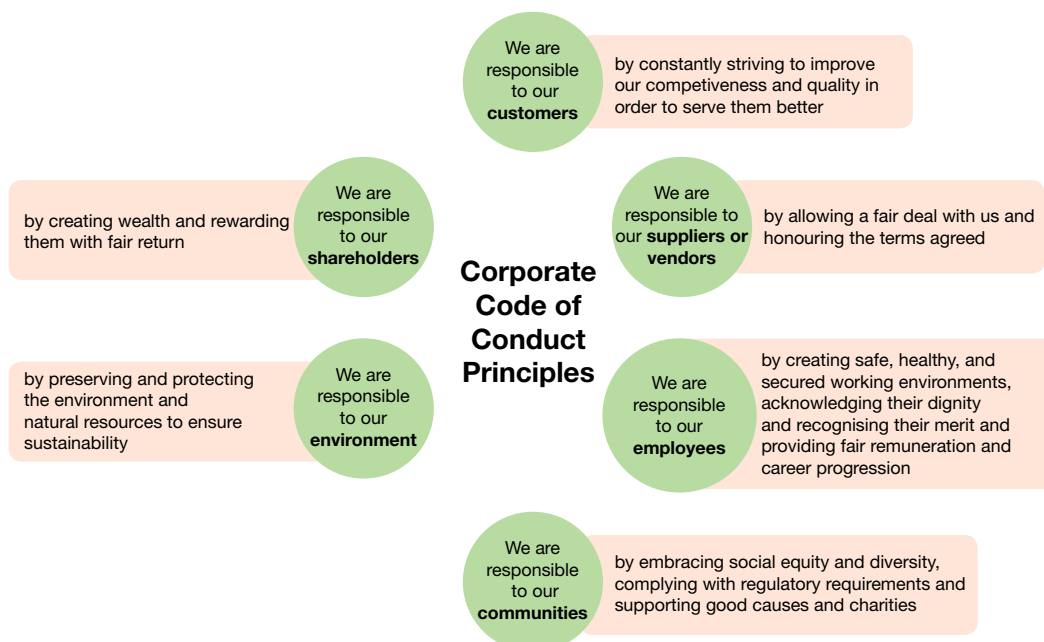 We are
responsible
to our
customers
by constantly striving to improve
our competiveness and quality in
order to serve them better
We are
responsible
to our
shareholders
by creating wealth and rewarding
them with fair return
We are
responsible to
our suppliers or
vendors
by allowing a fair deal with us and
honouring the terms agreed
Corporate
Code of
Conduct
Principles
We are
responsible
to our
environment
by preserving and protecting
the environment and
natural resources to ensure
sustainability
We are
responsible
to our
employees
by creating safe, healthy, and
secured working environments,
acknowledging their dignity
and recognising their merit and
providing fair remuneration and
career progression
We are
responsible
to our
communities
by embracing social equity and diversity,
complying with regulatory requirements and
supporting good causes and charities